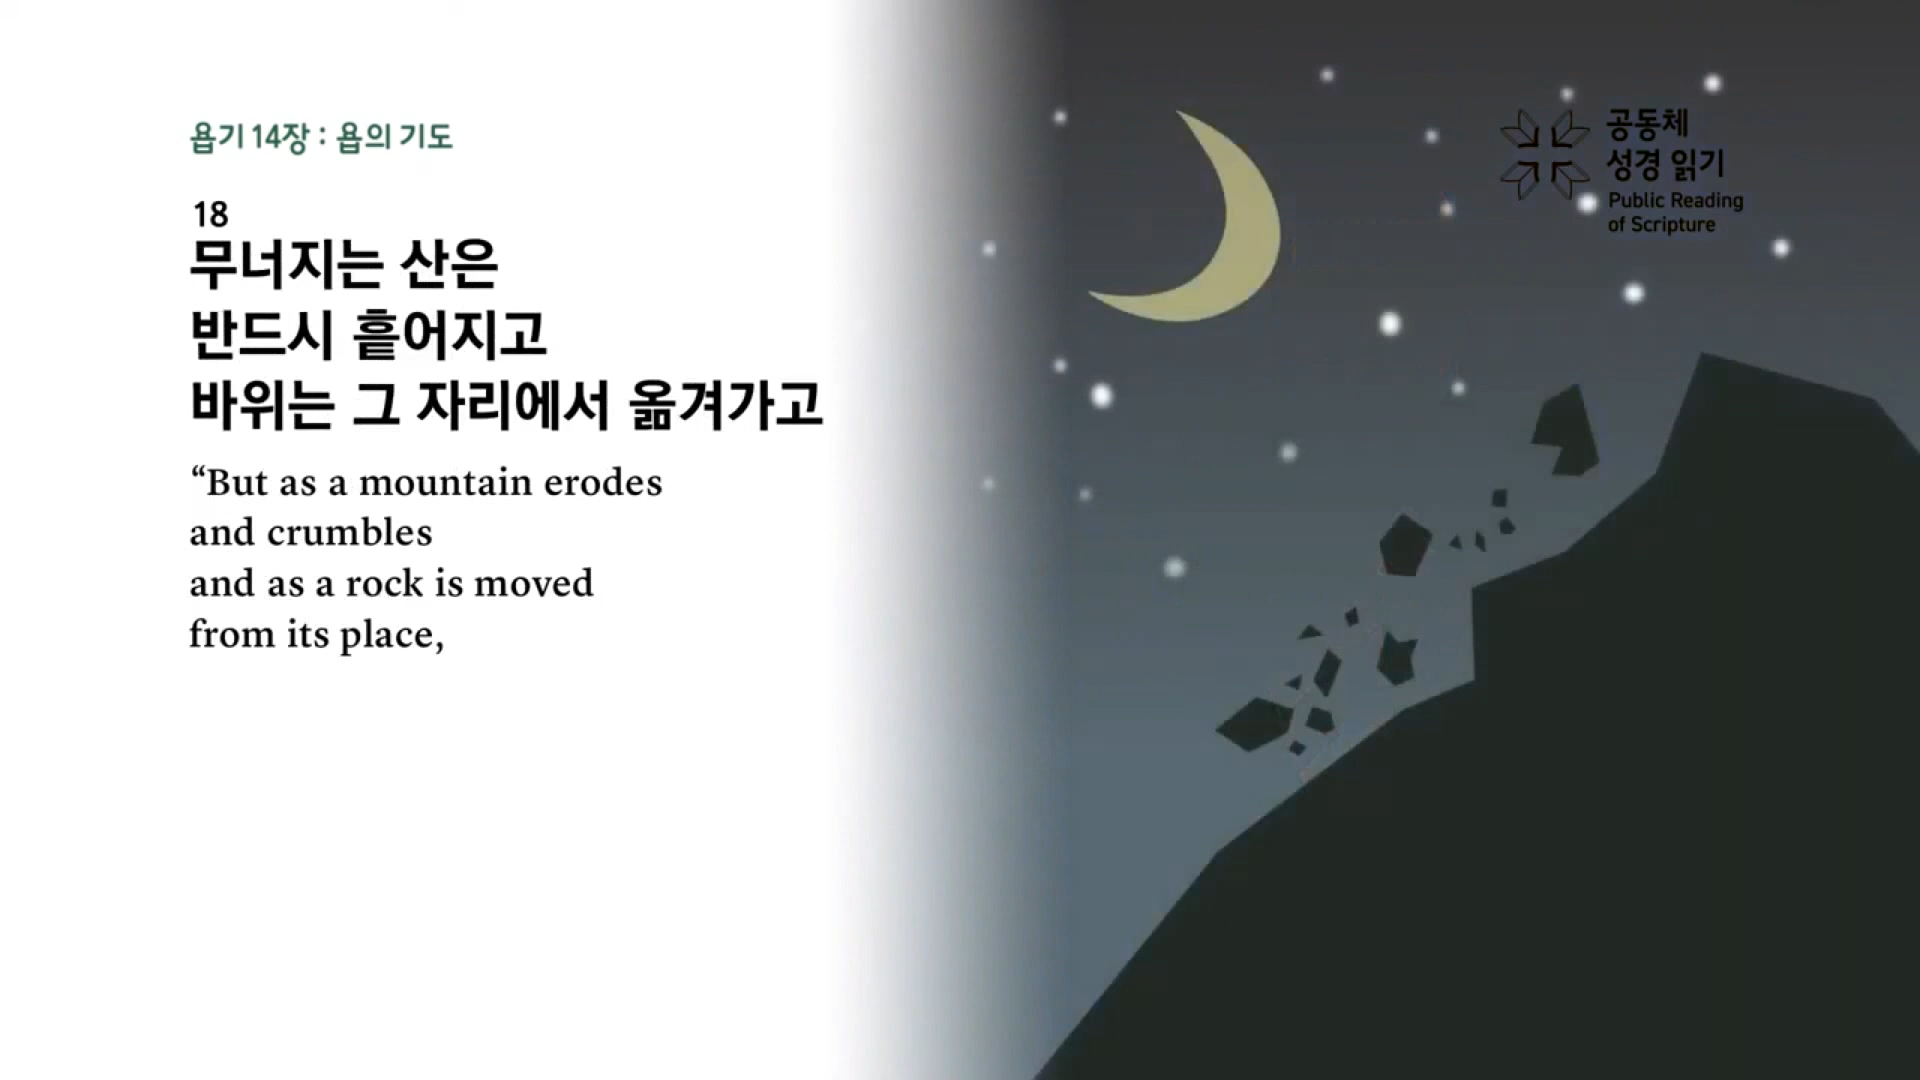 욥기 14장 : 욥의 기도
18
무너지는 산은
반드시 흩어지고
바위는 그 자리에서 옮겨가고
“But as a mountain erodes
and crumbles
and as a rock is moved
from its place,
공동체
성경 읽기
Public Reading
of Scripture